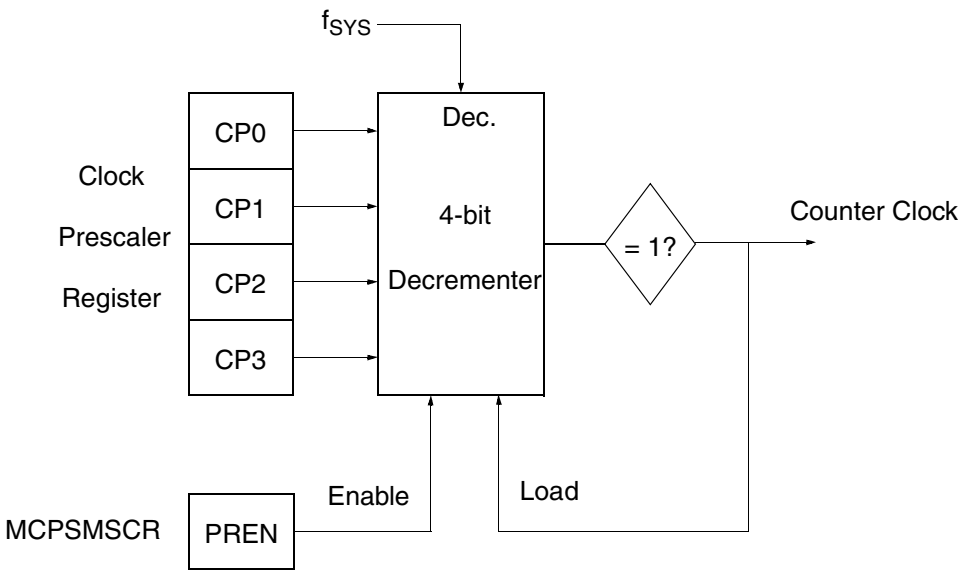 fSYS
Dec.
CP0
Clock
CP1
4-bit
Counter Clock
Prescaler
= 1?
CP2
Decrementer
Register
CP3
Enable
Load
MCPSMSCR
PREN